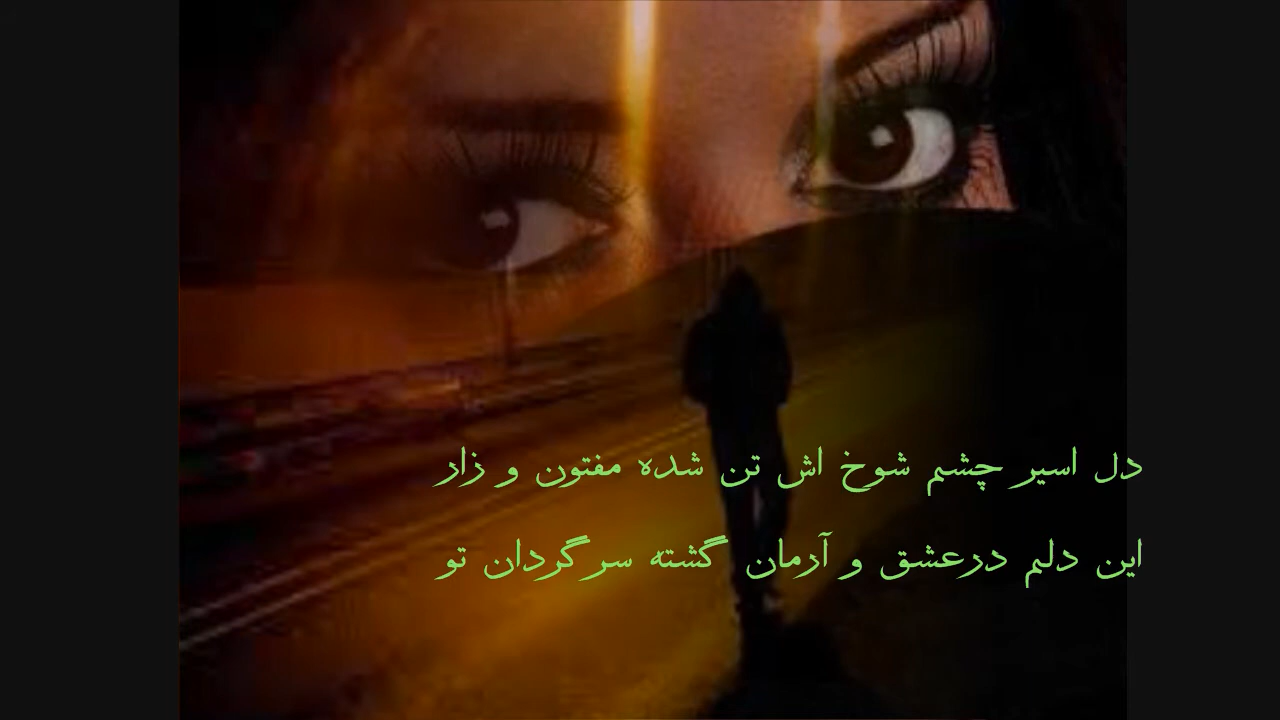 دل اسیر چشم شوخ اش تن شده مفتون و زار
این دلم درعشق و آرمان گشته سرگردان تو